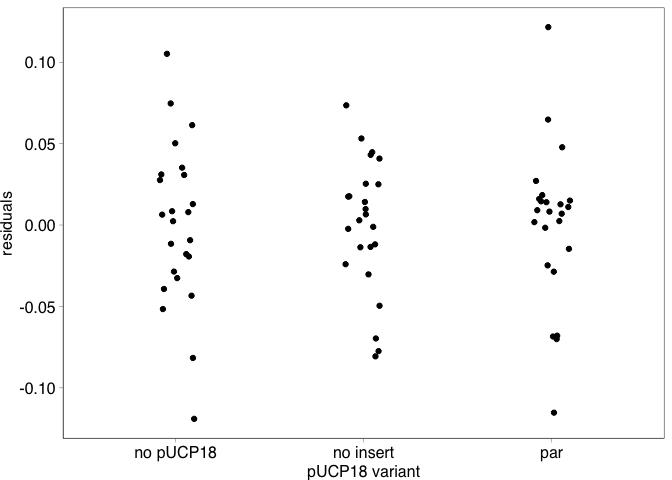 0.10
0.05
0.00
-0.05
-0.10
residuals
no pUCP18 no insert par
pUCP18 variant